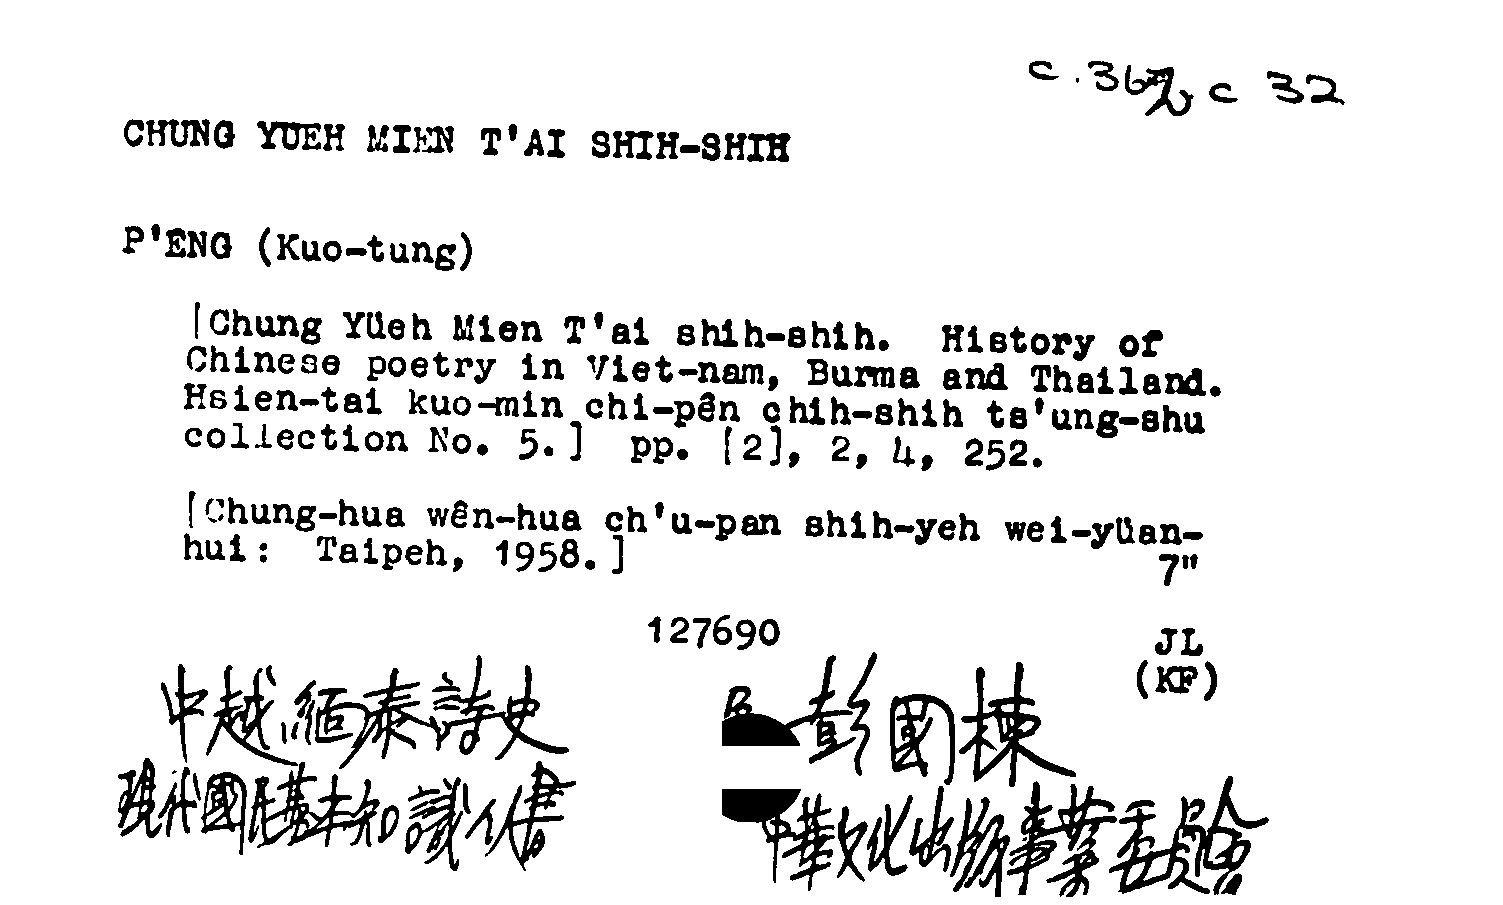 c.36 c 32
CHUNG YUEH MIEN T'AI SHIH-SHIH
P'ENG (Kuo-tung)
[Chung Yüeh Mien T'ai shih-shih. History of
Chinese poetry in Viet-nam, Burma and Thailand.
Hsien-tai kuo-min chi-pên chih-shih ts'ung-shu
collection No. 5.] pp. [2], 2, 4, 252.
[Chung-hua wên-hua ch'u-pan shih-yeh wei-yüan-
hui: Taipeh, 1958.]
7"
127690
JL
(KF)
中越緬泰詩史
彭國棟
現代國民基本知識丛書
中華文化出版事業委員會